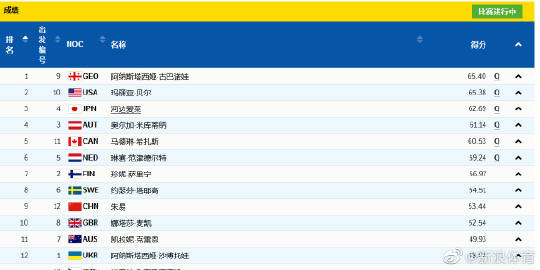 成绩
比赛进行中
排名 出发编号 NOC 名称 得分
1 9 GEO 阿纳斯塔西娅·古巴诺娃 65.40 Q
2 10 USA 玛丽亚·贝尔 65.38 Q
3 4 JPN 河边爱菜 62.69 Q
4 3 AUT 奥尔加·米库蒂纳 61.14 Q
5 11 CAN 马德琳·希扎斯 60.53 Q
6 5 NED 琳赛·范津德尔特 59.24 Q
7 2 FIN 珍妮·萨里宁 56.97
8 6 SWE 约瑟芬·塔耶高 54.51
9 12 CHN 朱易 53.44
10 8 GBR 娜塔莎·麦凯 52.54
11 7 AUS 凯拉妮·克雷恩 49.93
12 1 UKR 阿纳斯塔西娅·沙博托娃
@新浪体育